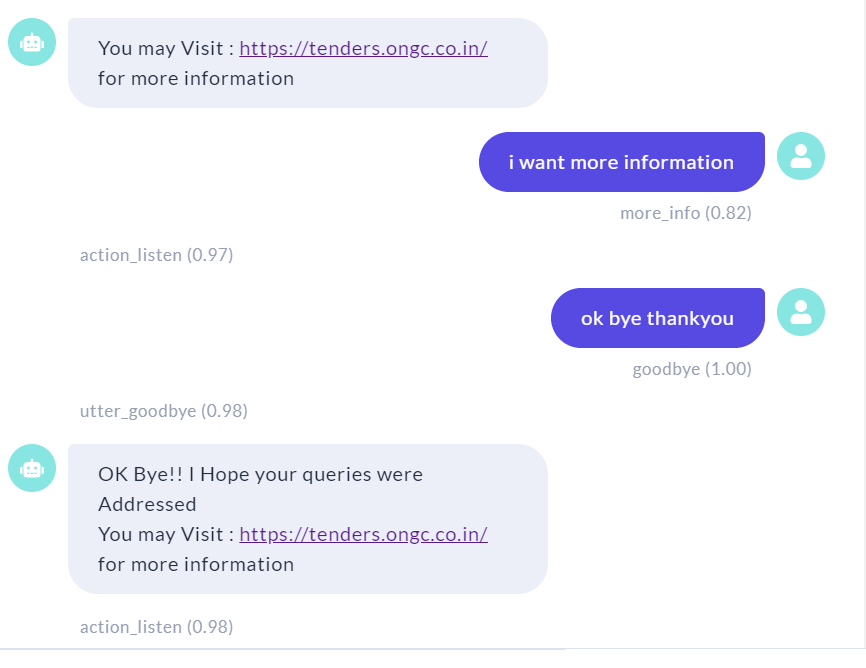 You may Visit : https://tenders.ongc.co.in/
for more information
i want more information
more_info (0.82)
action_listen (0.97)
ok bye thankyou
goodbye (1.00)
utter_goodbye (0.98)
OK Bye!! I Hope your queries were
Addressed
You may Visit : https://tenders.ongc.co.in/
for more information
action_listen (0.98)